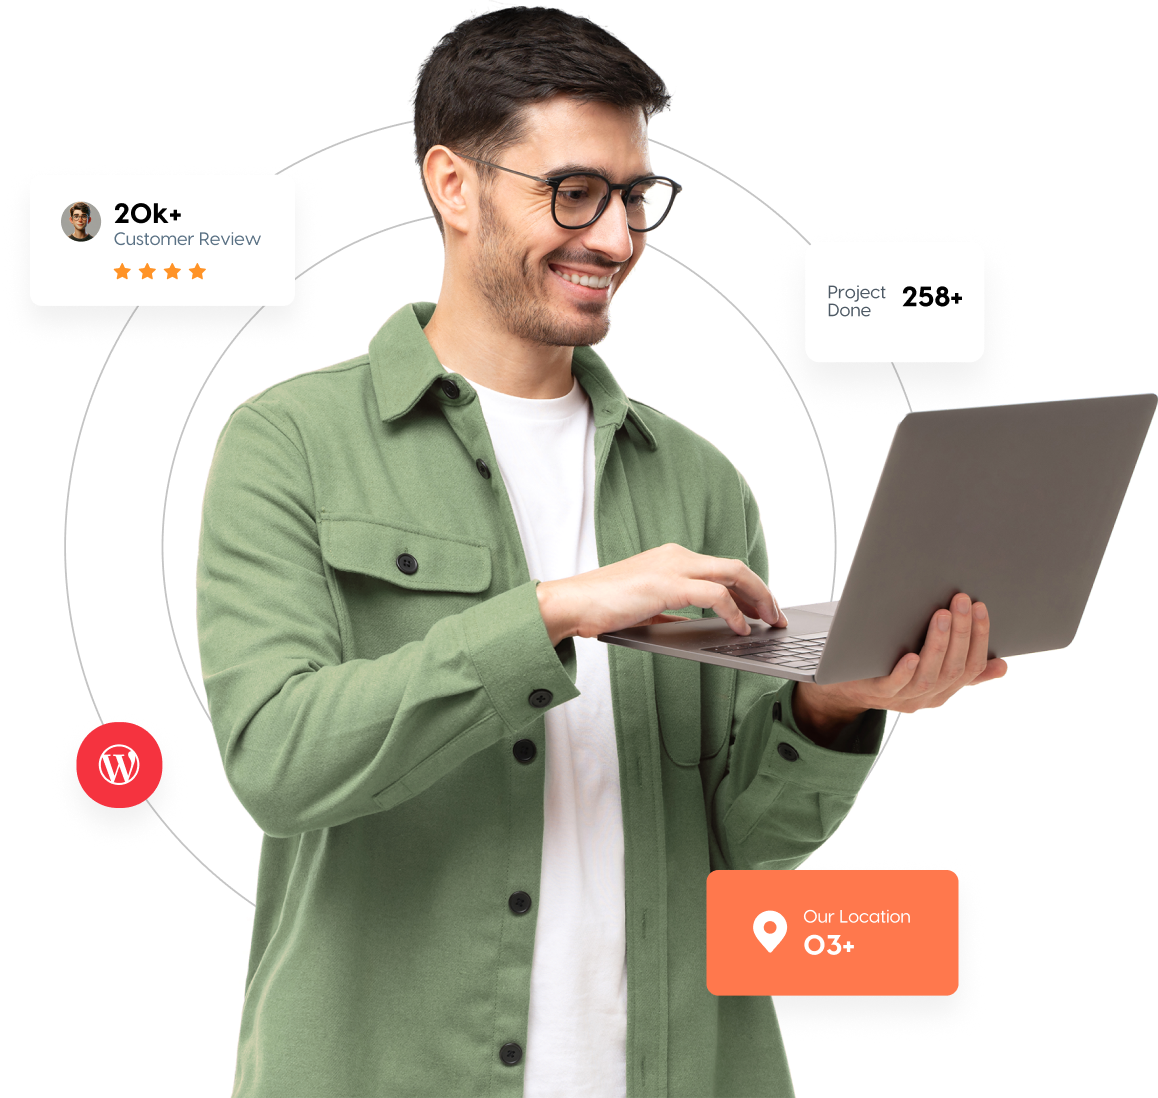 20k+
Customer Review
Project
Done
258+
Our Location
03+